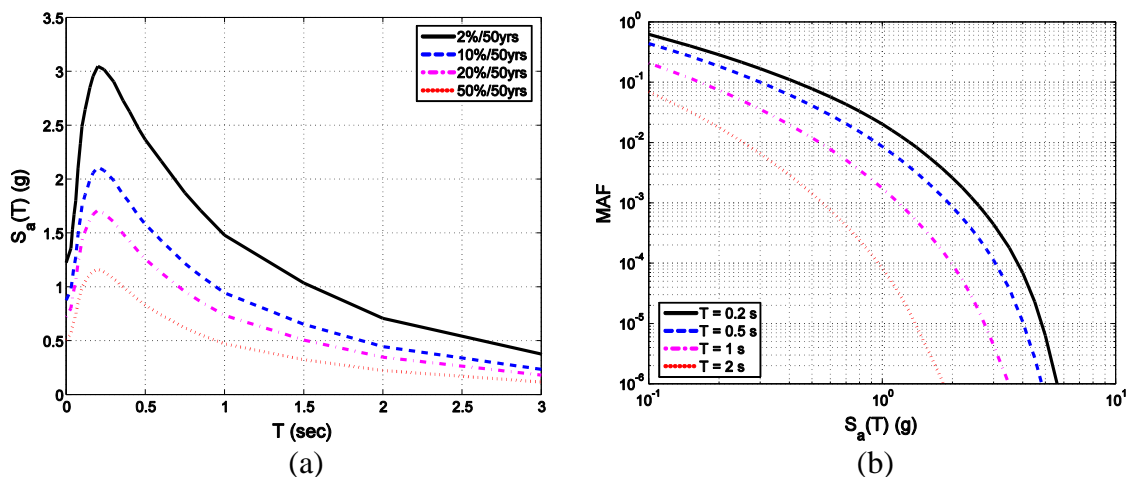 3.5
3
2.5
2
1.5
1
0.5
0
0 0.5 1 1.5 2 2.5 3
S_a(T) (g)
T (sec)
2%/50yrs
10%/50yrs
20%/50yrs
50%/50yrs
(a)
10^0
10^-1
10^-2
10^-3
10^-4
10^-5
10^-6
10^-1 10^0 10^1
MAF
S_a(T) (g)
T = 0.2 s
T = 0.5 s
T = 1 s
T = 2 s
(b)